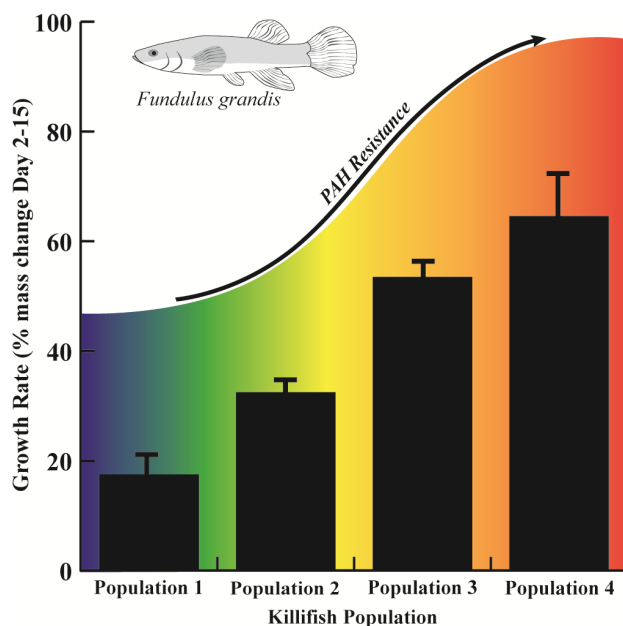 100
80
60
40
20
0
Growth Rate (% mass change Day 2-15)
Fundulus grandis
PAH Resistance
Population 1
Population 2
Population 3
Population 4
Killifish Population